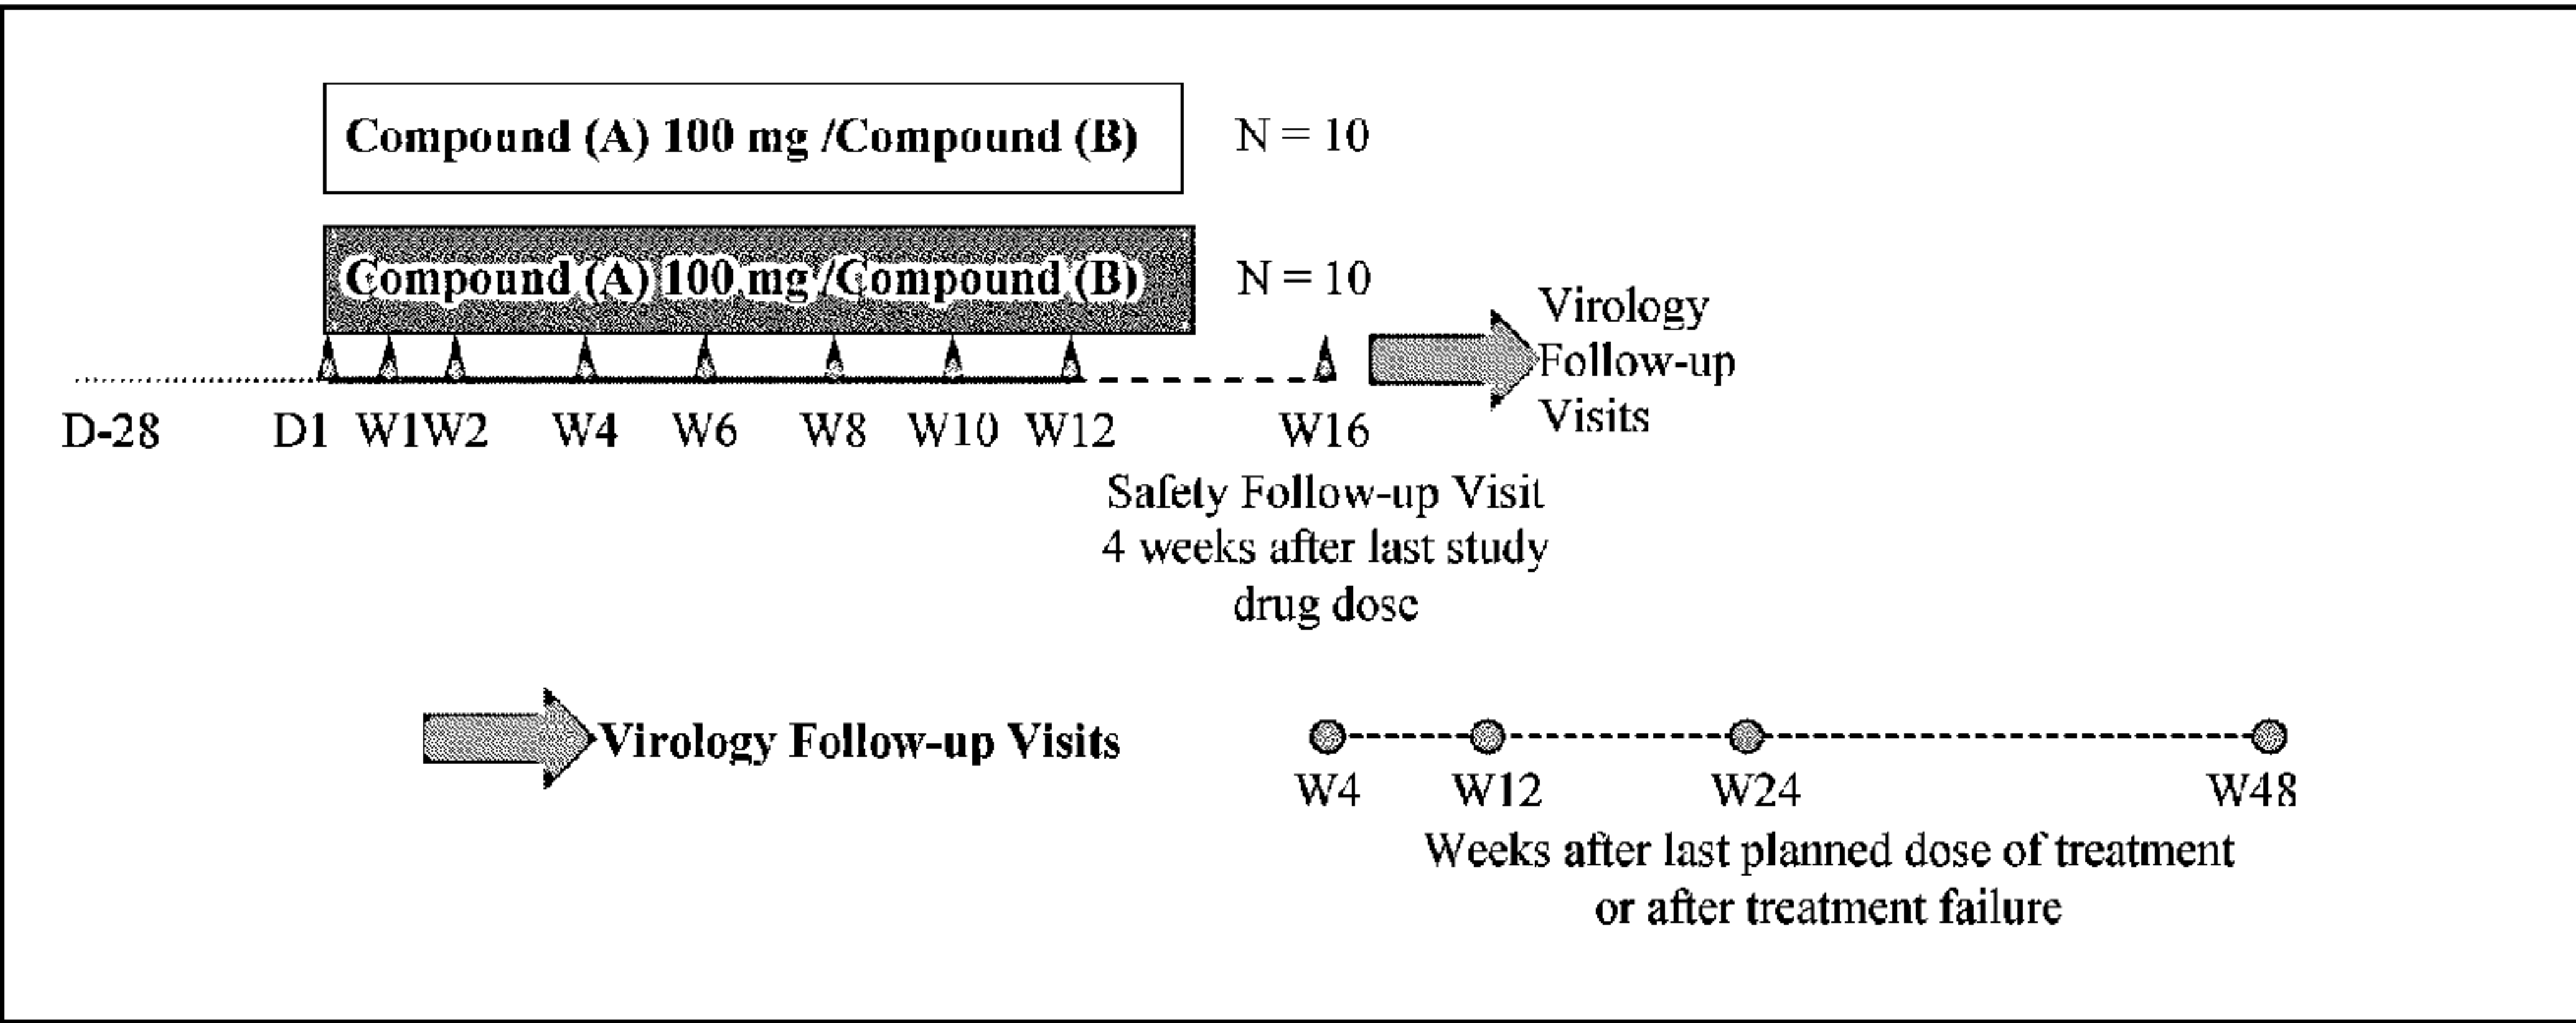 Compound (A) 100 mg /Compound (B) N = 10
Compound (A) 100 mg /Compound (B) N = 10
Virology
Follow-up
Visits
D-28 D1 W1 W2 W4 W6 W8 W10 W12 W16
Safety Follow-up Visit
4 weeks after last study
drug dose
Virology Follow-up Visits
W4 W12 W24 W48
Weeks after last planned dose of treatment
or after treatment failure